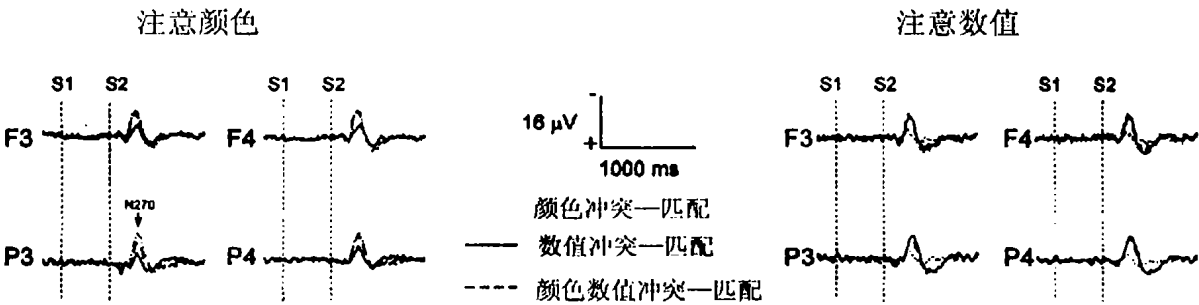 注意颜色 注意数值
S1 S2 S1 S2 - S1 S2 S1 S2
F3 F4 16 μV F3 F4
+
1000 ms
N270 颜色冲突—匹配
P3 P4 数值冲突—匹配 P3 P4
颜色数值冲突—匹配